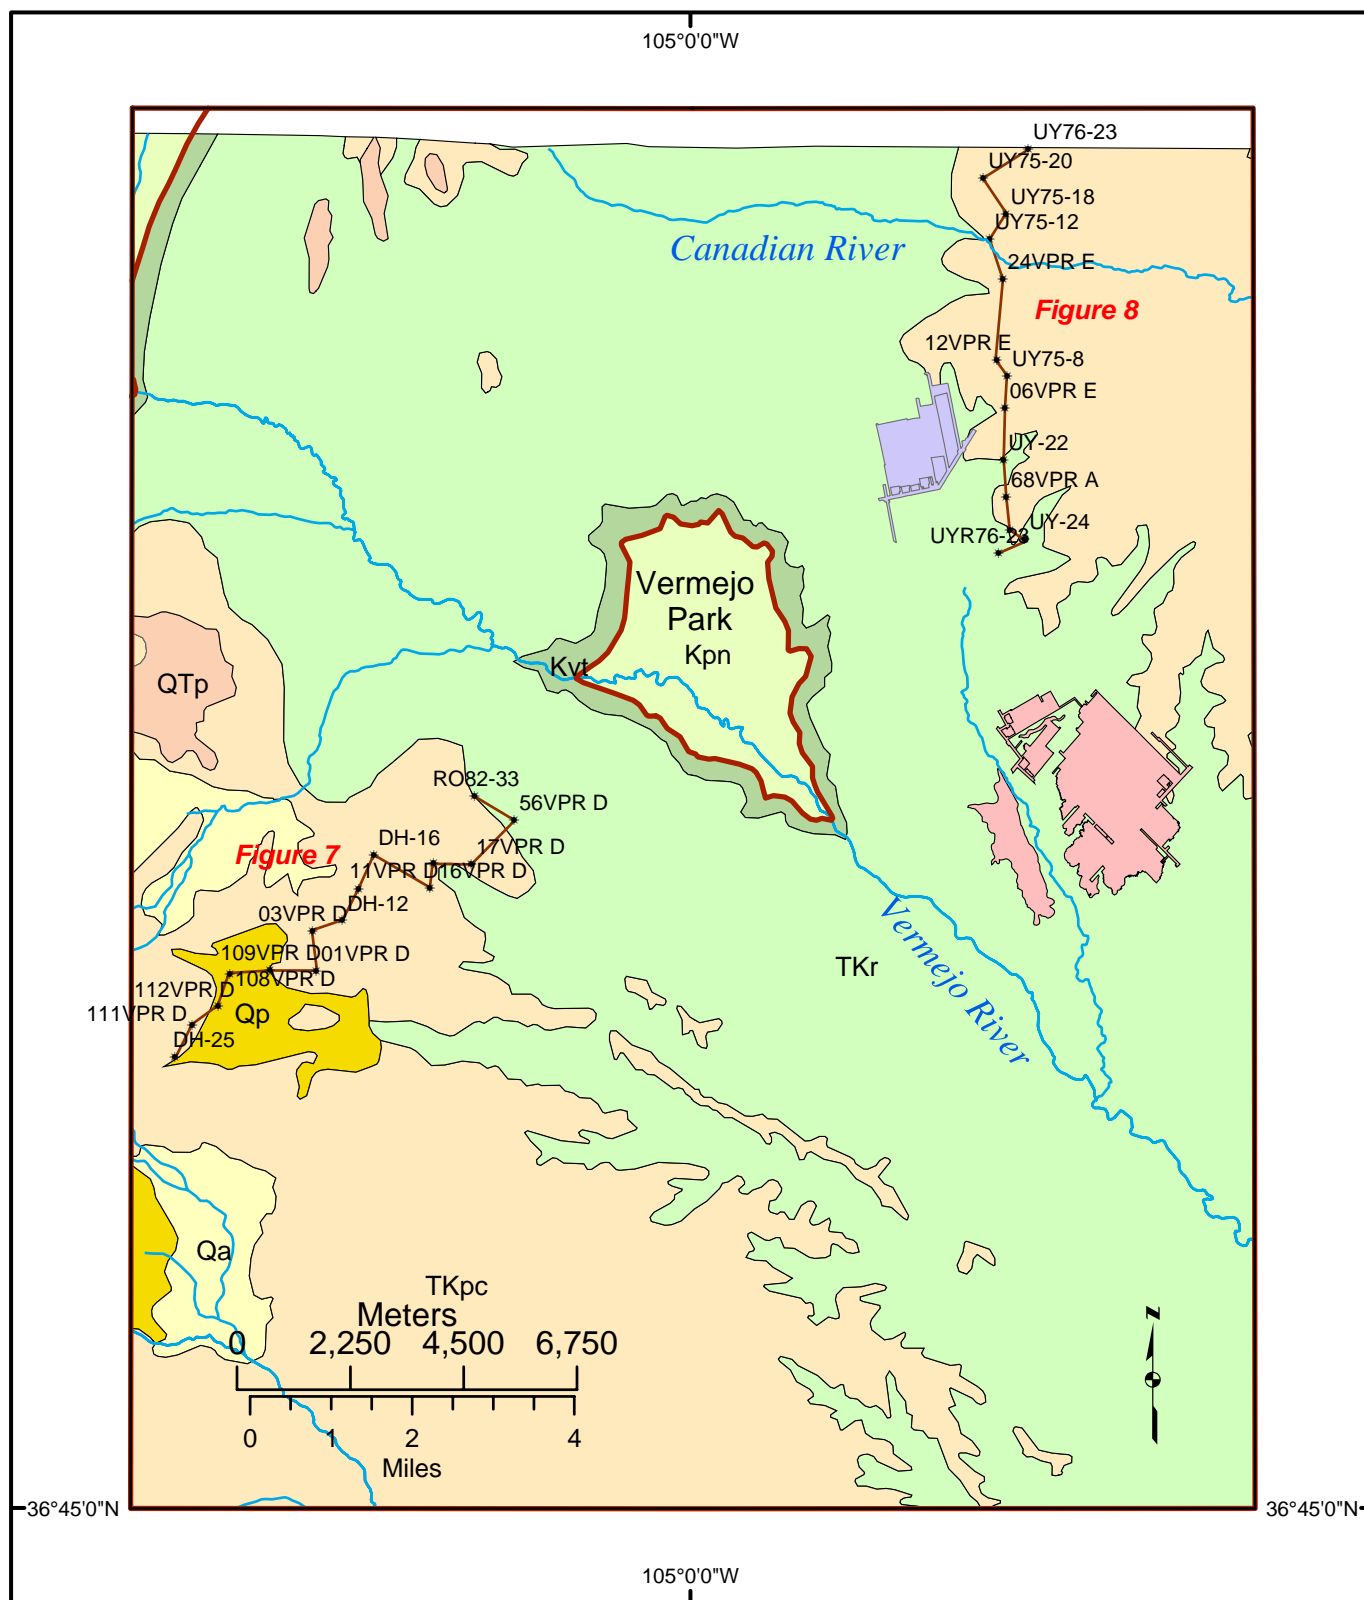 105°0'0"W
UY76-23
UY75-20
UY75-18
UY75-12
Canadian River
24VPR E
Figure 8
12VPR E
UY75-8
06VPR E
UY-22
68VPR A
UY-24
UYR76-23
Vermejo
Park
Kpn
Kvt
QTp
RO82-33
56VPR D
DH-16
17VPR D
Figure 7
11VPR D
16VPR D
DH-12
03VPR D
Vermejo River
109VPR D
01VPR D
TKr
108VPR D
112VPR D
111VPR D
Qp
DH-25
Qa
TKpc
Meters
0 2,250 4,500 6,750
0 1 2 4
Miles
N
36°45'0"N
36°45'0"N
105°0'0"W